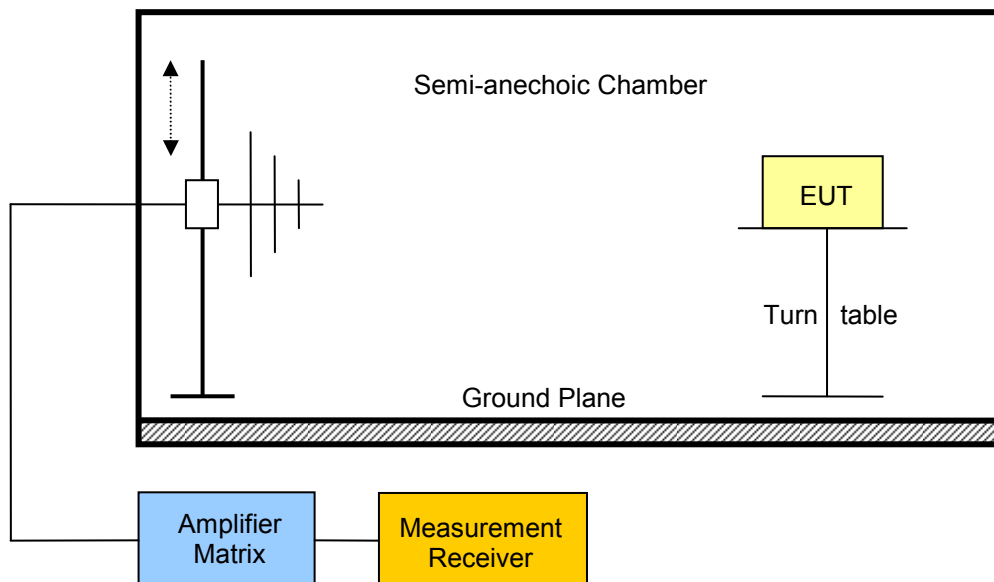 Semi-anechoic Chamber
EUT
Turn table
Ground Plane
Amplifier
Matrix
Measurement
Receiver